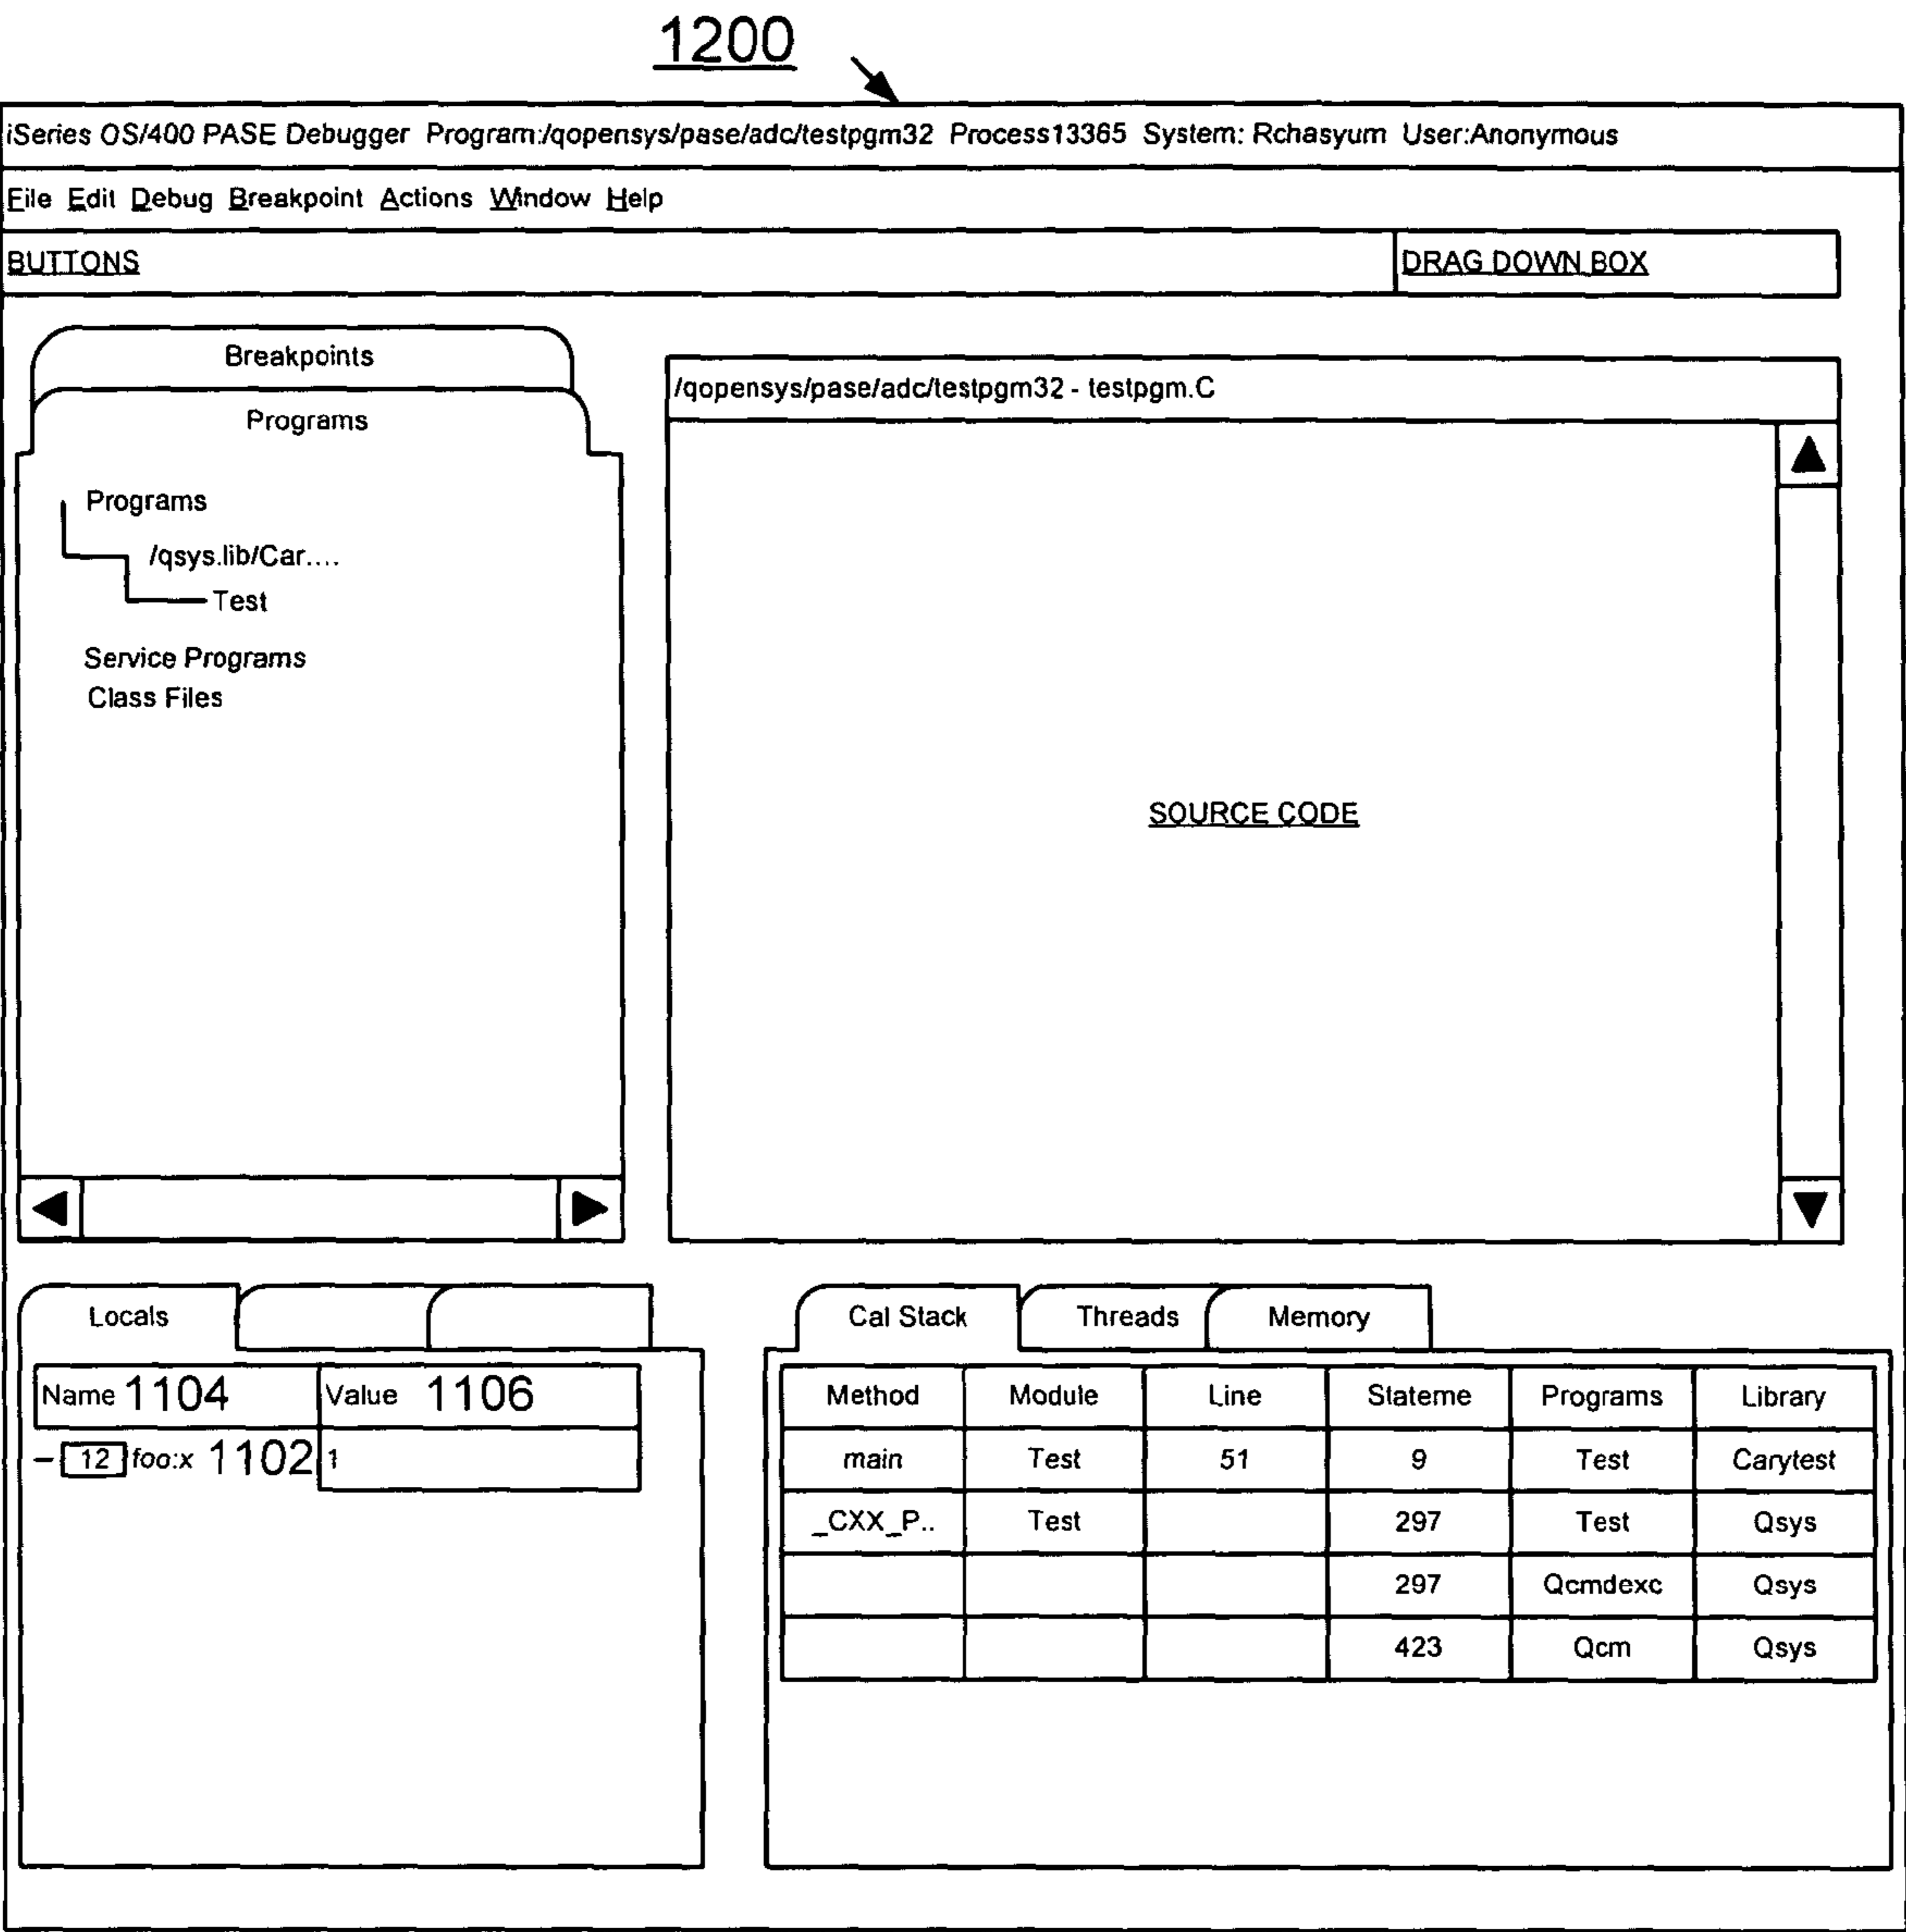 1200
iSeries OS/400 PASE Debugger Program:/qopensys/pase/adc/testpgm32 Process13365 System: Rchasyum User:Anonymous
File Edit Debug Breakpoint Actions Window Help
BUTTONS DRAG DOWN BOX
Breakpoints
Programs
Programs
/qsys.lib/Car....
Test
Service Programs
Class Files
/qopensys/pase/adc/testpgm32 - testpgm.C
SOURCE CODE
Locals
Name 1104 Value 1106
- 12 foo:x 1102 1
Cal Stack Threads Memory
Method Module Line Stateme Programs Library
main Test 51 9 Test Carytest
_CXX_P.. Test 297 Test Qsys
297 Qcmdexc Qsys
423 Qcm Qsys